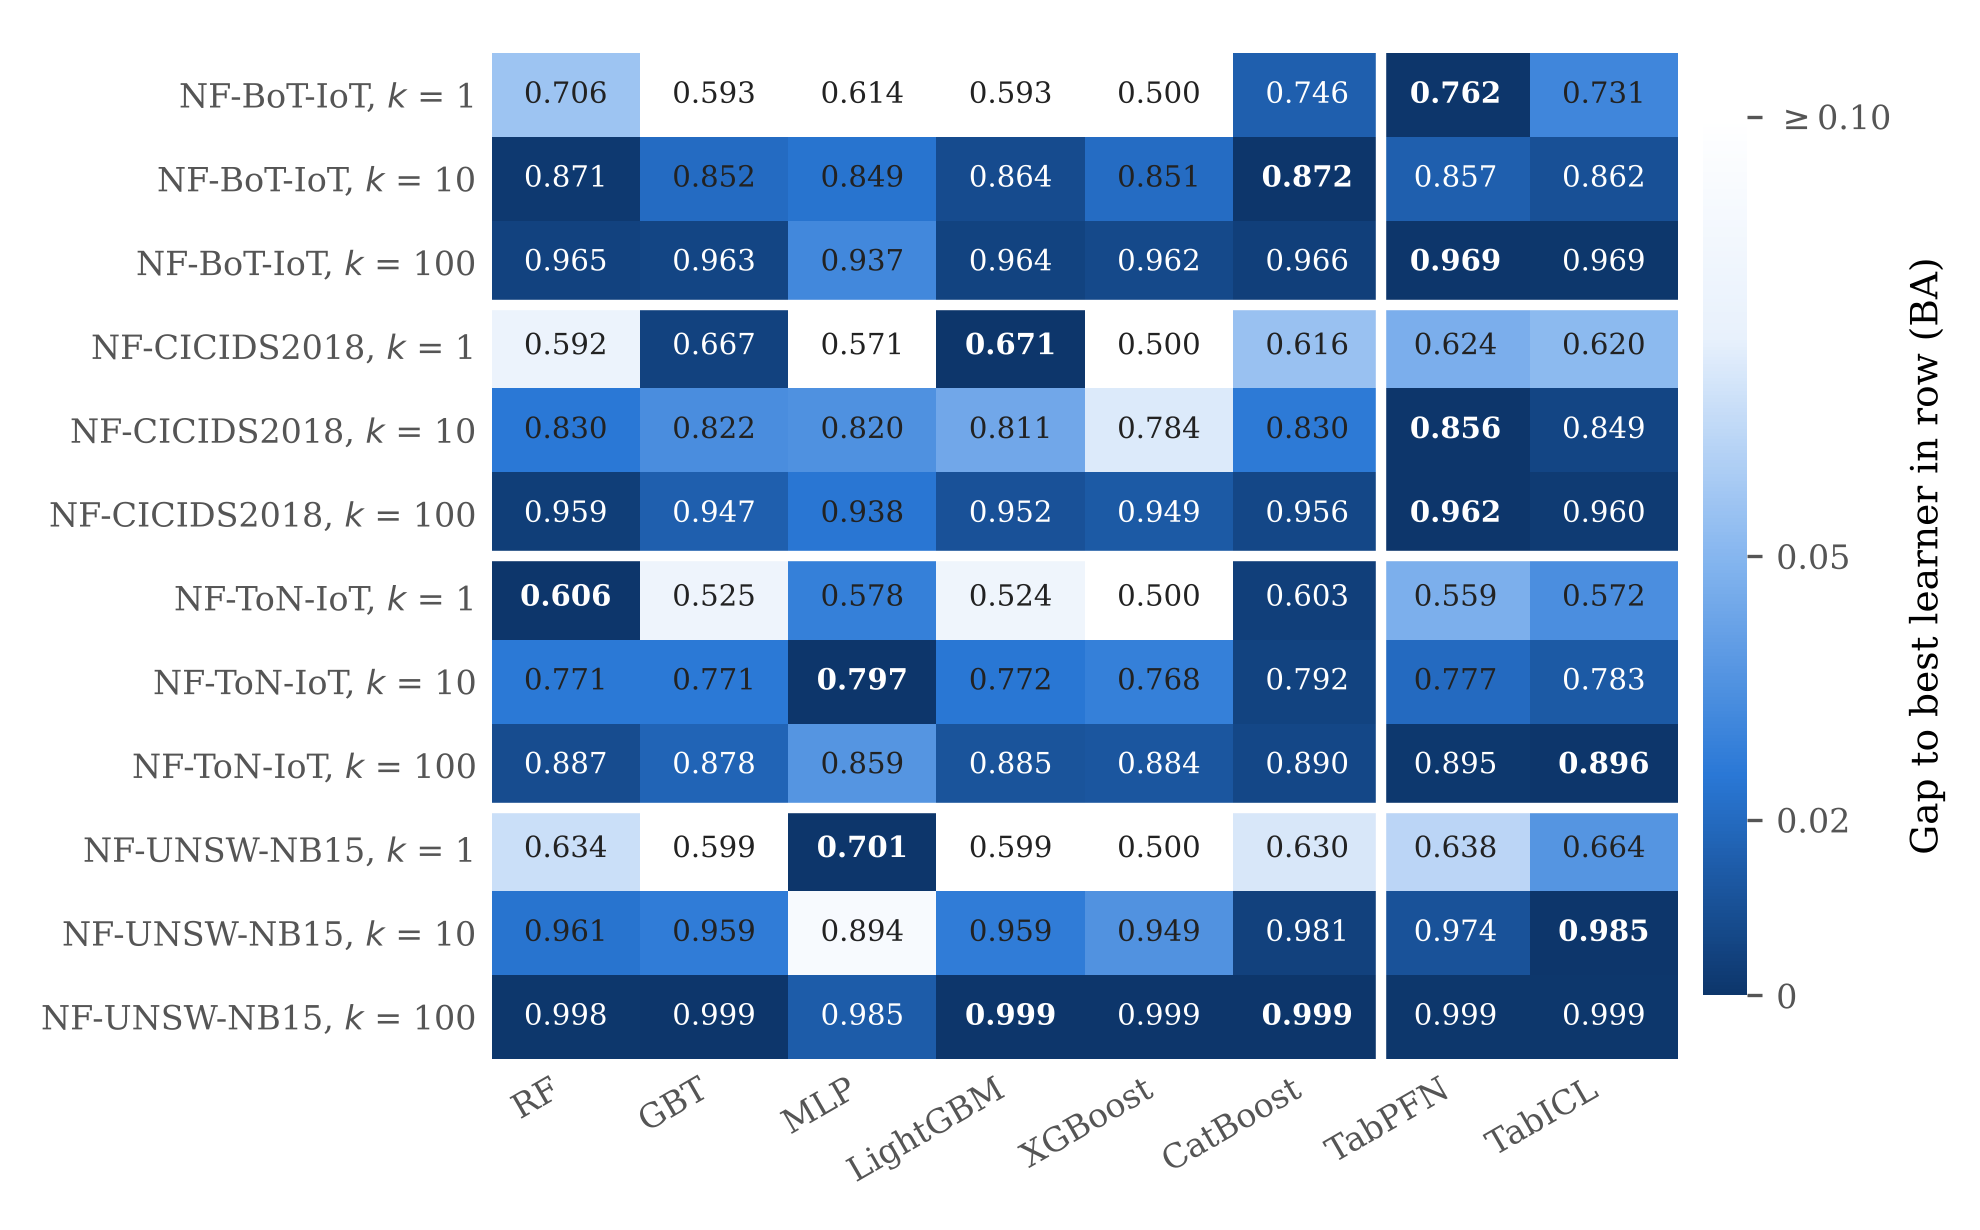 NF-BoT-IoT, k = 1 0.706 0.593 0.614 0.593 0.500 0.746 0.762 0.731
NF-BoT-IoT, k = 10 0.871 0.852 0.849 0.864 0.851 0.872 0.857 0.862
NF-BoT-IoT, k = 100 0.965 0.963 0.937 0.964 0.962 0.966 0.969 0.969
NF-CICIDS2018, k = 1 0.592 0.667 0.571 0.671 0.500 0.616 0.624 0.620
NF-CICIDS2018, k = 10 0.830 0.822 0.820 0.811 0.784 0.830 0.856 0.849
NF-CICIDS2018, k = 100 0.959 0.947 0.938 0.952 0.949 0.956 0.962 0.960
NF-ToN-IoT, k = 1 0.606 0.525 0.578 0.524 0.500 0.603 0.559 0.572
NF-ToN-IoT, k = 10 0.771 0.771 0.797 0.772 0.768 0.792 0.777 0.783
NF-ToN-IoT, k = 100 0.887 0.878 0.859 0.885 0.884 0.890 0.895 0.896
NF-UNSW-NB15, k = 1 0.634 0.599 0.701 0.599 0.500 0.630 0.638 0.664
NF-UNSW-NB15, k = 10 0.961 0.959 0.894 0.959 0.949 0.981 0.974 0.985
NF-UNSW-NB15, k = 100 0.998 0.999 0.985 0.999 0.999 0.999 0.999 0.999
RF GBT MLP LightGBM XGBoost CatBoost TabPFN TabICL
≥ 0.10
0.05
0.02
0
Gap to best learner in row (BA)